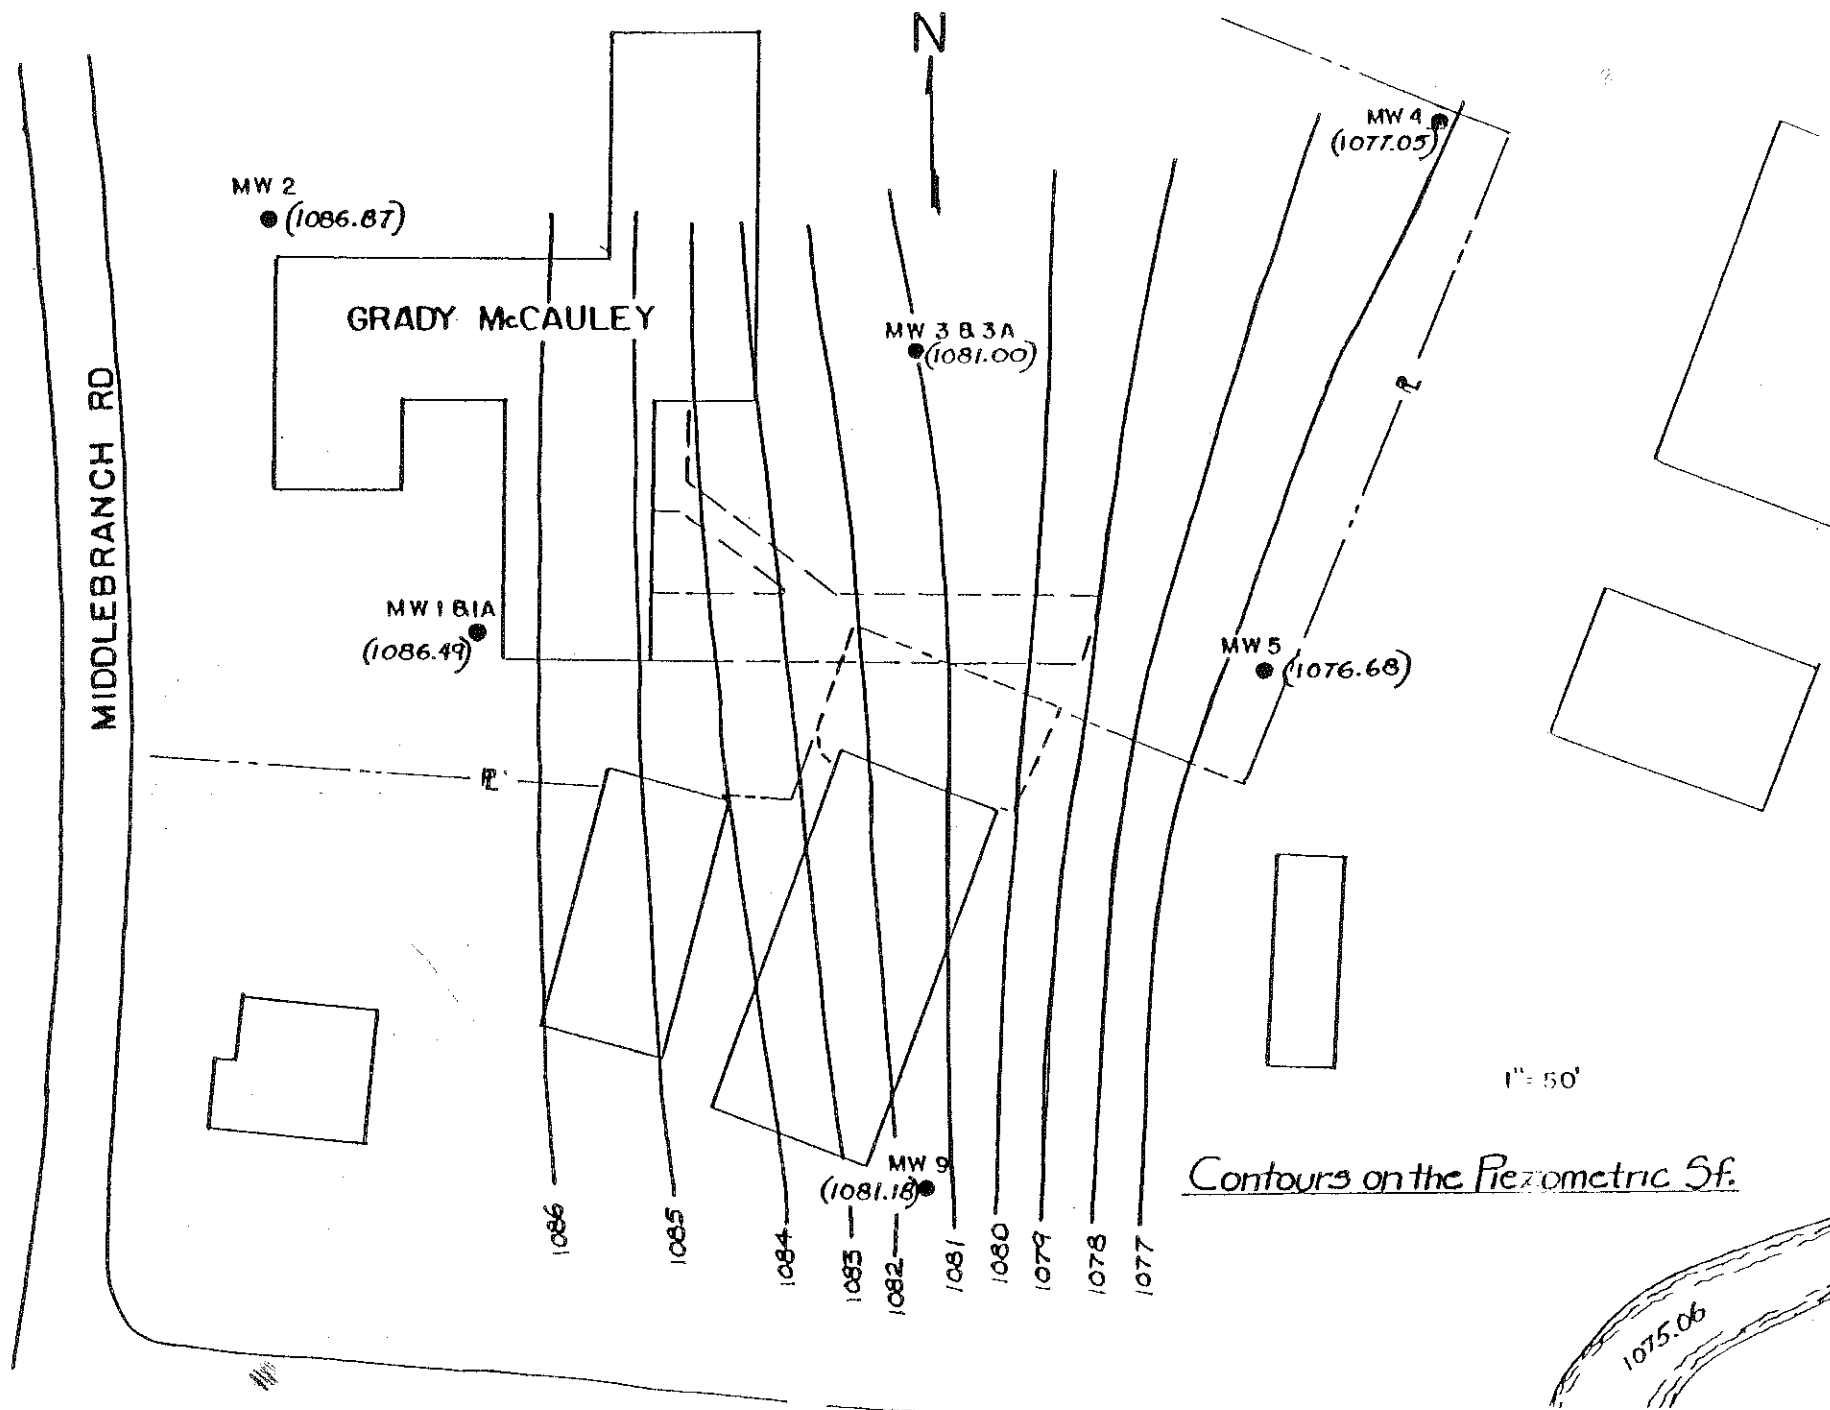 N
MW 4
(1077.05)
MW 2
(1086.87)
GRADY McCAULEY
MW 3 & 3A
(1081.00)
MIDDLEBRANCH RD
PL
MW 1 & 1A
(1086.49)
MW 5
(1076.68)
PL
1"=50'
MW 9
(1081.18)
Contours on the Piezometric Sf.
1086
1085
1084
1083
1082
1081
1080
1079
1078
1077
1075.06